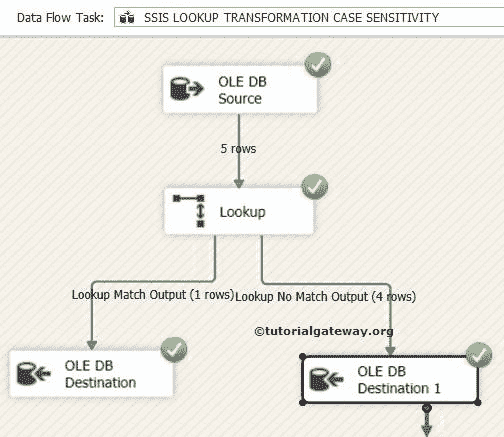 Data Flow Task: SSIS LOOKUP TRANSFORMATION CASE SENSITIVITY
OLE DB
Source
5 rows
Lookup
Lookup Match Output (1 rows)
Lookup No Match Output (4 rows)
©tutorialgateway.org
OLE DB
Destination
OLE DB
Destination 1